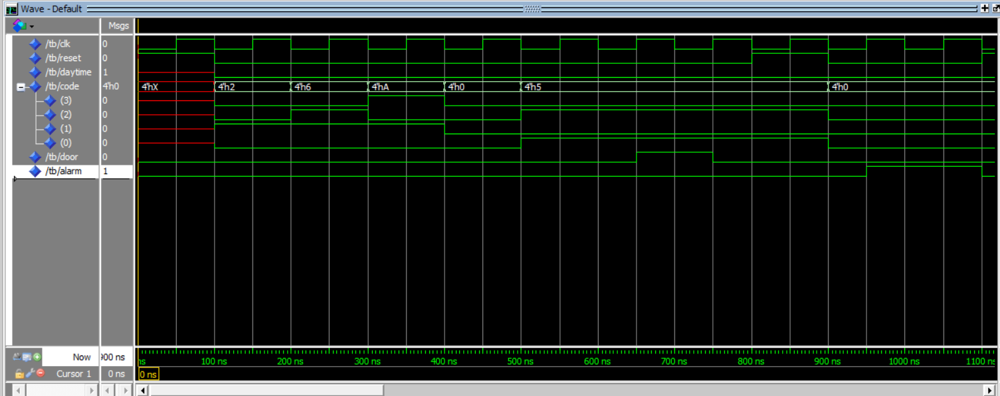 Wave - Default
Msgs
/tb/clk 0
/tb/reset 0
/tb/daytime 1
/tb/code 4'h0 4'hX 4'h2 4'h6 4'hA 4'h0 4'h5 4'h0
(3) 0
(2) 0
(1) 0
(0) 0
/tb/door 0
/tb/alarm 1
Now 900 ns ns 100 ns 200 ns 300 ns 400 ns 500 ns 600 ns 700 ns 800 ns 900 ns 1000 ns 1100 ns
Cursor 1 0 ns 0 ns